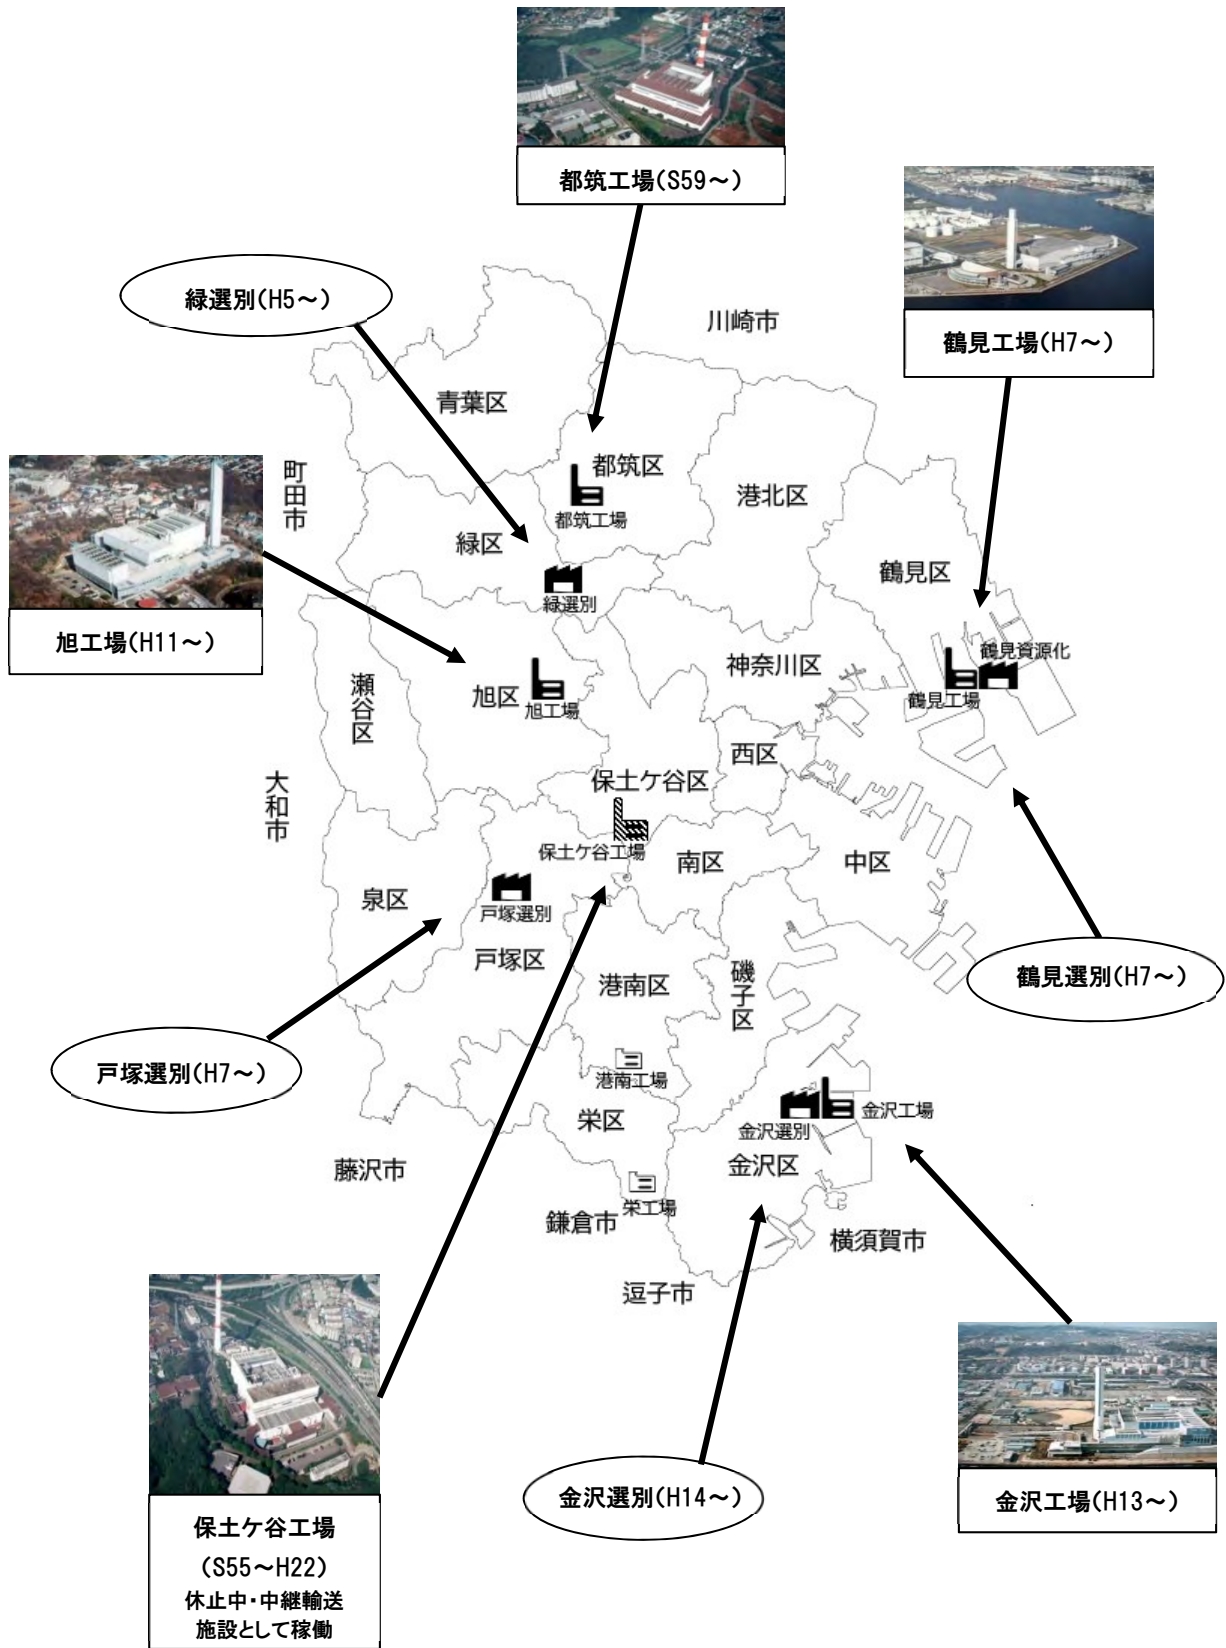 都筑工場(S59～)
鶴見工場(H7～)
緑選別(H5～)
川崎市
青葉区
町田市
都筑区
都筑工場
港北区
緑区
緑選別
鶴見区
旭工場(H11～)
瀬谷区
旭区
旭工場
神奈川区
鶴見資源化
鶴見工場
西区
大和市
保土ケ谷区
保土ケ谷工場
南区
中区
泉区
戸塚選別
戸塚区
港南区
磯子区
鶴見選別(H7～)
戸塚選別(H7～)
港南工場
栄区
金沢選別
金沢工場
金沢区
藤沢市
鎌倉市
栄工場
横須賀市
逗子市
保土ケ谷工場
(S55～H22)
休止中・中継輸送
施設として稼働
金沢選別(H14～)
金沢工場(H13～)